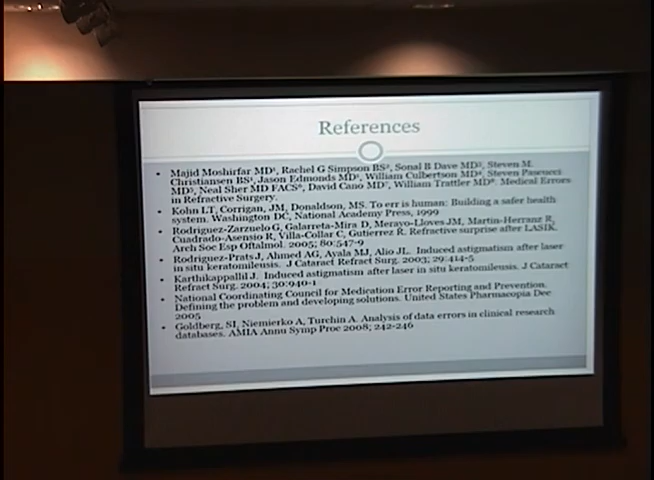 References
Majid Moshirfar MD¹, Rachel G Simpson BS², Sonal B Dave MD³, Steven M.
Christiansen BS⁴, Jason Edmonds MD¹, William Culbertson MD⁴, Steven Pascucci
MD⁵, Neal Sher MD FACS⁶, David Cano MD⁷, William Trattler MD⁸. Medical Errors
in Refractive Surgery.
Kohn LT, Corrigan, JM, Donaldson, MS. To err is human: Building a safer health
system. Washington DC, National Academy Press, 1999
Rodriguez-Zarzuelo G, Galarreta-Mira D, Merayo-Lloves JM, Martin-Herranz R,
Cuadrado-Asensio R, Villa-Collar C, Gutierrez R. Refractive surprise after LASIK.
Arch Soc Esp Oftalmol. 2005; 80:547-9
Rodriguez-Prats J, Ahmed AG, Ayala MJ, Alio JL. Induced astigmatism after laser
in situ keratomileusis. J Cataract Refract Surg. 2003; 29:414-5
Karthikappallil J. Induced astigmatism after laser in situ keratomileusis. J Cataract
Refract Surg. 2004; 30:940-1
National Coordinating Council for Medication Error Reporting and Prevention.
Defining the problem and developing solutions. United States Pharmacopia Dec
2005
Goldberg, SI, Niemierko A, Turchin A. Analysis of data errors in clinical research
databases. AMIA Annu Symp Proc 2008; 242-246